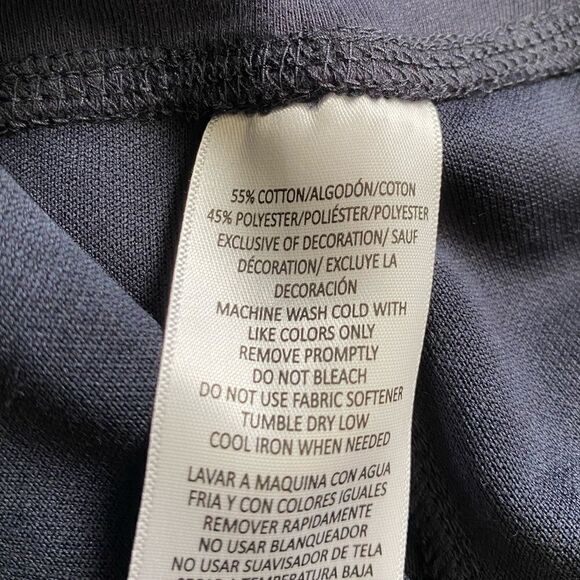 55% COTTON/ALGODÓN/COTON
45% POLYESTER/POLIÉSTER/POLYESTER
EXCLUSIVE OF DECORATION/ SAUF
DÉCORATION/ EXCLUYE LA
DECORACIÓN
MACHINE WASH COLD WITH
LIKE COLORS ONLY
REMOVE PROMPTLY
DO NOT BLEACH
DO NOT USE FABRIC SOFTENER
TUMBLE DRY LOW
COOL IRON WHEN NEEDED
LAVAR A MAQUINA CON AGUA
FRIA Y CON COLORES IGUALES
REMOVER RAPIDAMENTE
NO USAR BLANQUEADOR
NO USAR SUAVISADOR DE TELA
SECAR A TEMPERATURA BAJA